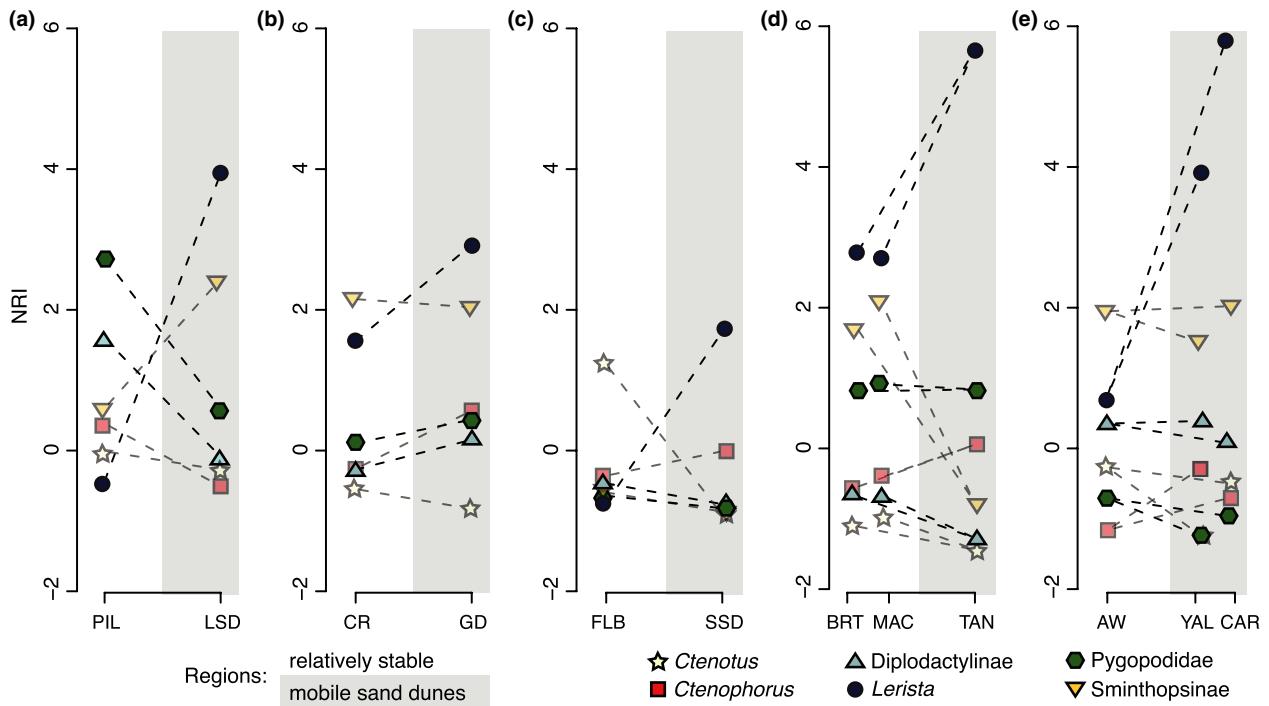 (a) (b) (c) (d) (e)
6 6 6 6 6
4 4 4 4 4
NRI
2 2 2 2 2
0 0 0 0 0
−2 −2 −2 −2 −2
PIL LSD CR GD FLB SSD BRT MAC TAN AW YAL CAR
Regions: relatively stable
mobile sand dunes
Ctenotus Diplodactylinae Pygopodidae
Ctenophorus Lerista Sminthopsinae